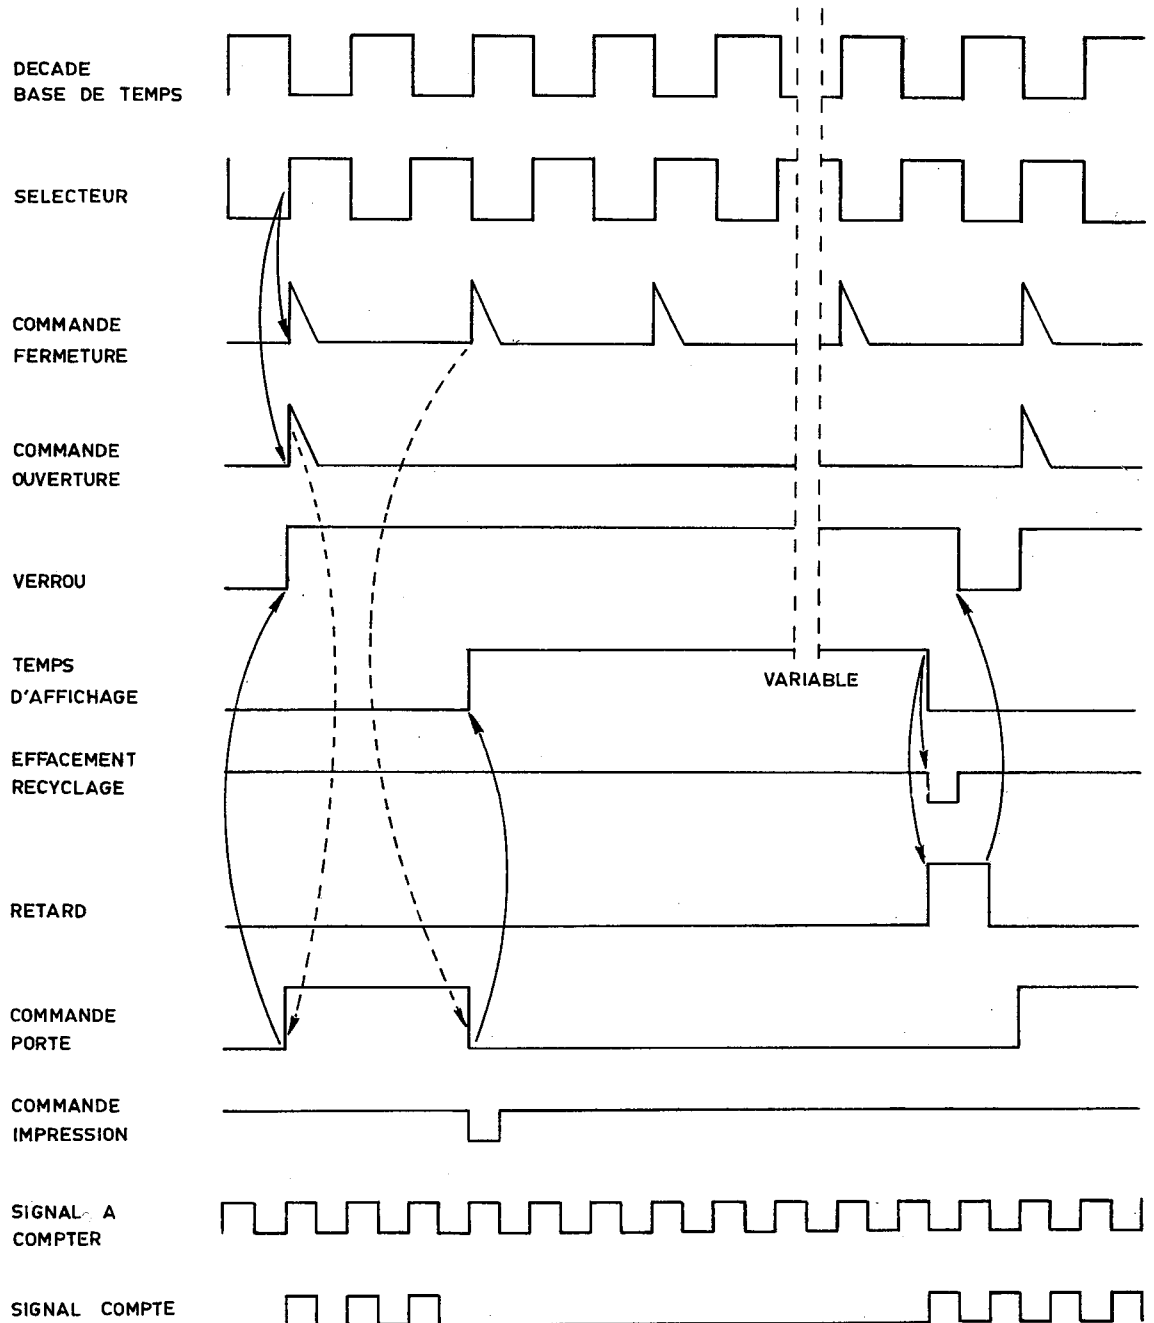 DECADE
BASE DE TEMPS
SELECTEUR
COMMANDE
FERMETURE
COMMANDE
OUVERTURE
VERROU
TEMPS
D'AFFICHAGE
VARIABLE
EFFACEMENT
RECYCLAGE
RETARD
COMMANDE
PORTE
COMMANDE
IMPRESSION
SIGNAL A
COMPTER
SIGNAL COMPTE